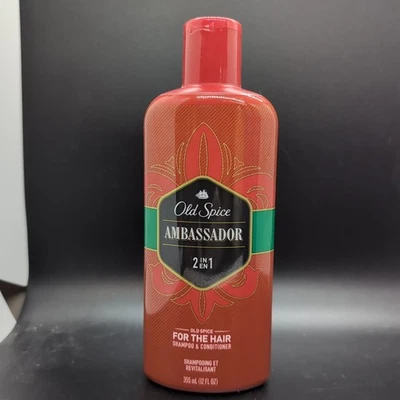 Old Spice
AMBASSADOR
2 IN EN 1
OLD SPICE
FOR THE HAIR
SHAMPOO & CONDITIONER
SHAMPOOING ET
REVITALISANT
355 mL (12 FL OZ)